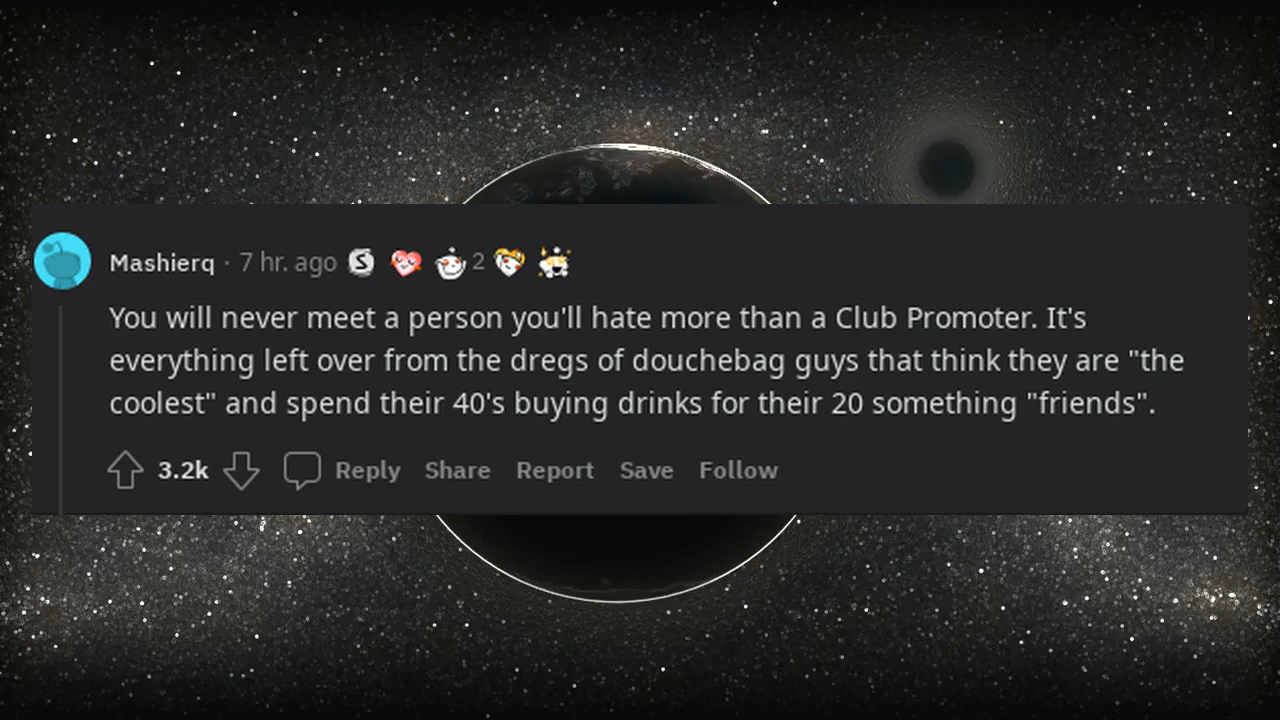 Mashierq · 7 hr. ago 2
You will never meet a person you'll hate more than a Club Promoter. It's
everything left over from the dregs of douchebag guys that think they are "the
coolest" and spend their 40's buying drinks for their 20 something "friends".
3.2k Reply Share Report Save Follow